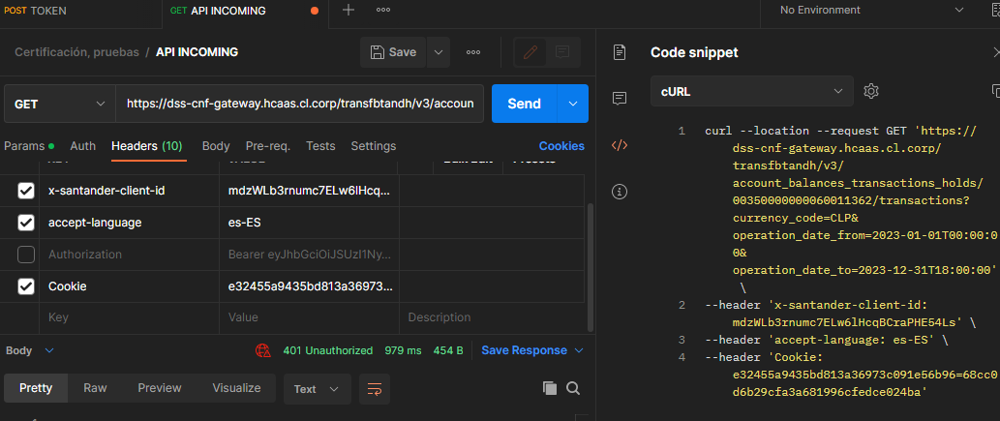 POST TOKEN
GET API INCOMING
No Environment
Certificación, pruebas / API INCOMING
Save
Code snippet
GET
https://dss-cnf-gateway.hcaas.cl.corp/transfbtandh/v3/accoun
Send
cURL
Params
Auth
Headers (10)
Body
Pre-req.
Tests
Settings
Cookies
x-santander-client-id
mdzWLb3rnumc7ELw6lHcq...
accept-language
es-ES
Authorization
Bearer eyJhbGciOiJSUzI1Ny...
Cookie
e32455a9435bd813a36973...
Key
Value
Description
Body
401 Unauthorized
979 ms
454 B
Save Response
Pretty
Raw
Preview
Visualize
Text
1 curl --location --request GET 'https://
dss-cnf-gateway.hcaas.cl.corp/
transfbtandh/v3/
account_balances_transactions_holds/
00350000000060011362/transactions?
currency_code=CLP&
operation_date_from=2023-01-01T00:00:0
0&
operation_date_to=2023-12-31T18:00:00'
\
2 --header 'x-santander-client-id:
mdzWLb3rnumc7ELw6lHcqBCraPHE54Ls' \
3 --header 'accept-language: es-ES' \
4 --header 'Cookie:
e32455a9435bd813a36973c091e56b96=68cc0
d6b29cfa3a681996cfedce024ba'